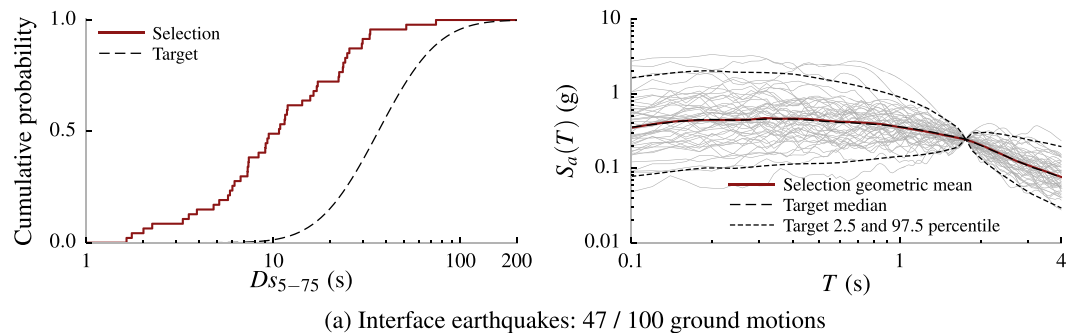 Cumulative probability
1.0
0.5
0.0
Selection
Target
1
10
100
200
Ds5−75 (s)
Sa(T) (g)
10
1
0.1
0.01
Selection geometric mean
Target median
Target 2.5 and 97.5 percentile
0.1
1
4
T (s)
(a) Interface earthquakes: 47 / 100 ground motions